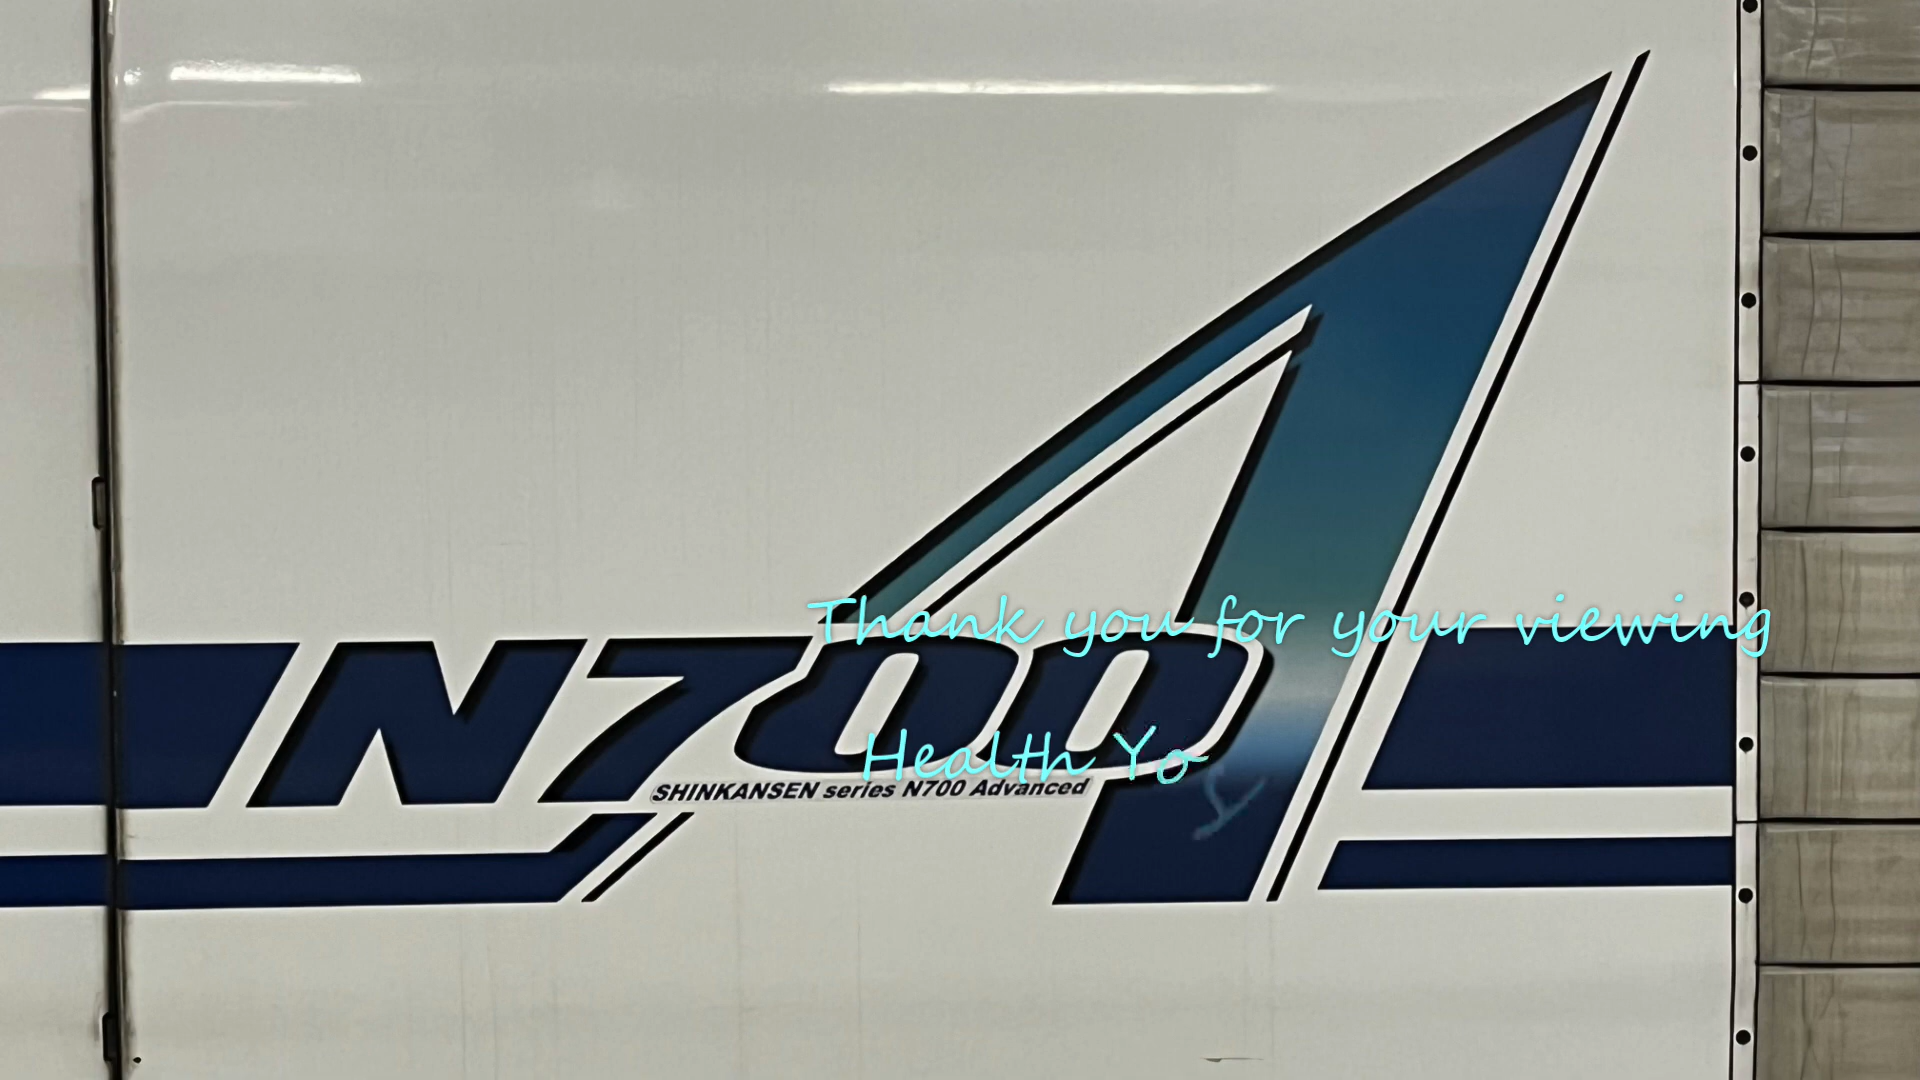 Thank you for your viewing
N700A
Health Yo
SHINKANSEN series N700 Advanced